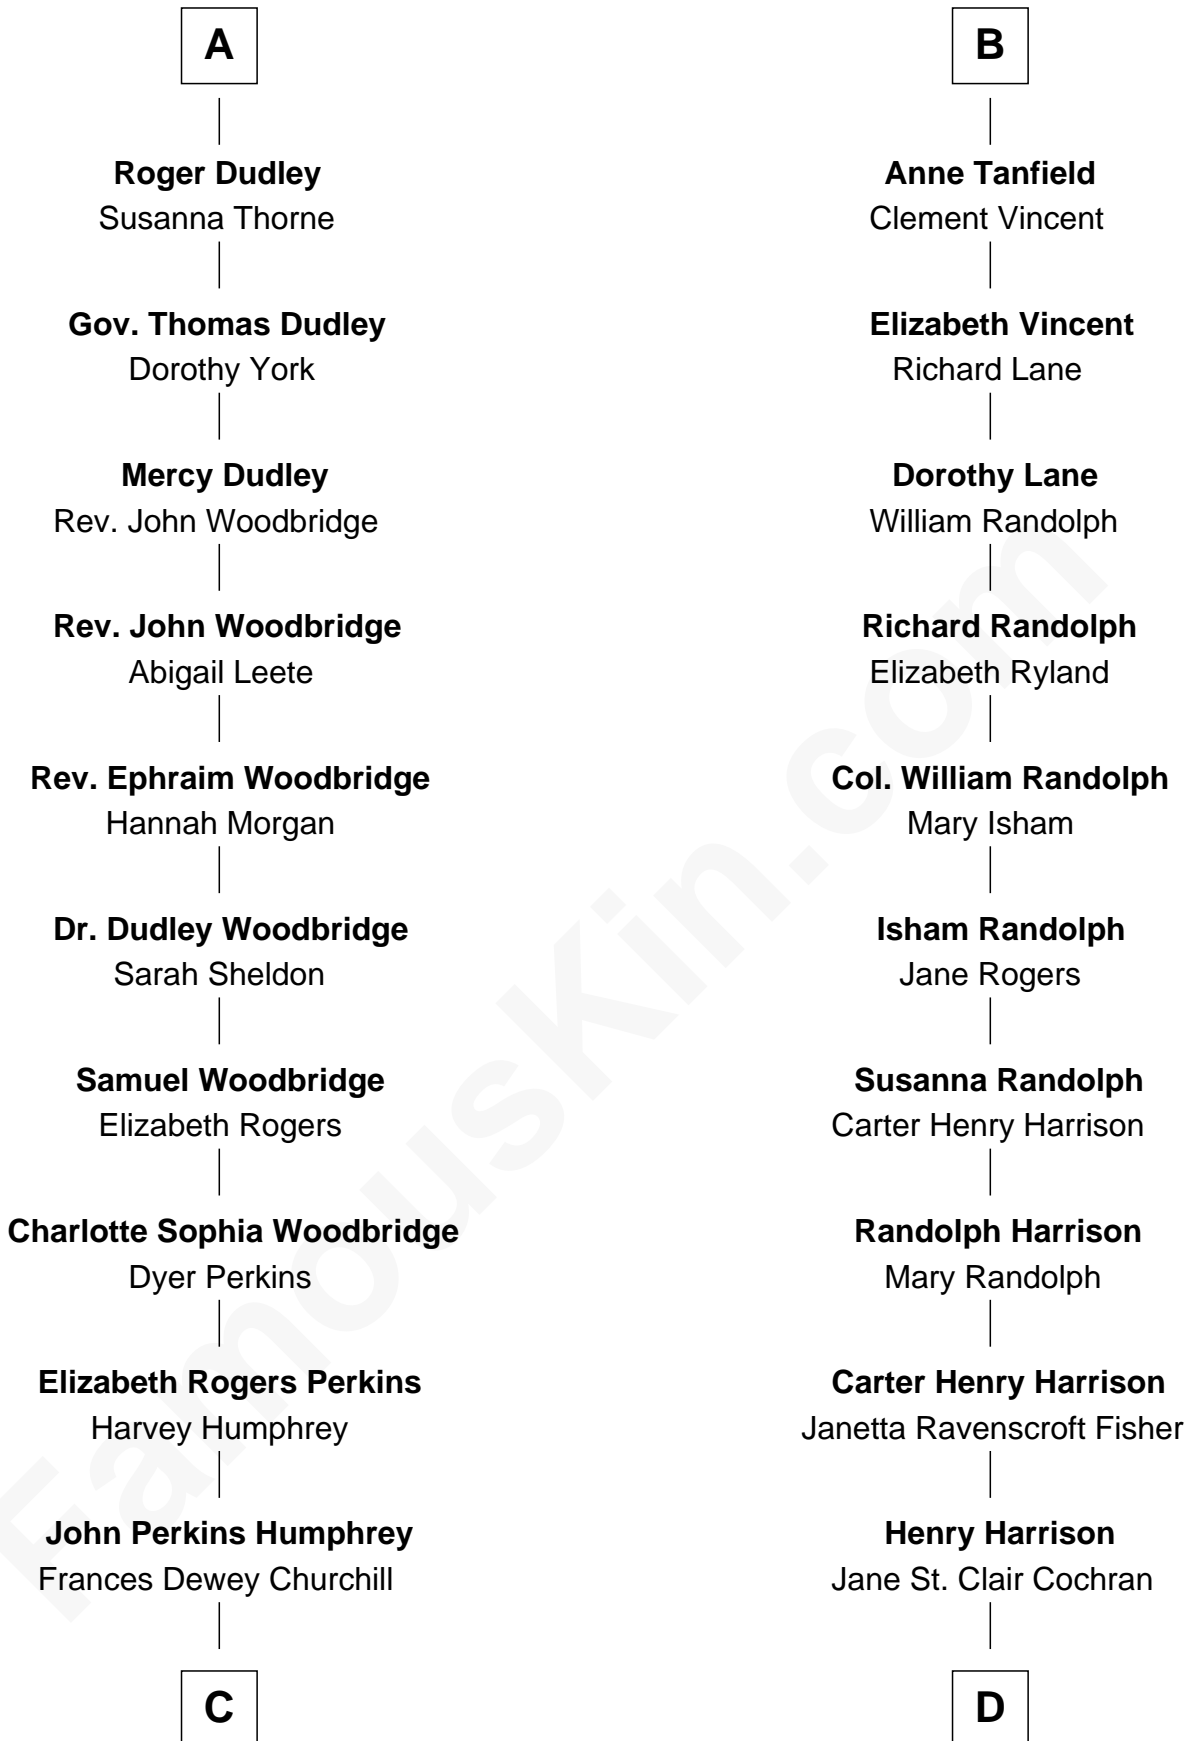 A
Roger Dudley
Susanna Thorne
Gov. Thomas Dudley
Dorothy York
Mercy Dudley
Rev. John Woodbridge
Rev. John Woodbridge
Abigail Leete
Rev. Ephraim Woodbridge
Hannah Morgan
Dr. Dudley Woodbridge
Sarah Sheldon
Samuel Woodbridge
Elizabeth Rogers
Charlotte Sophia Woodbridge
Dyer Perkins
Elizabeth Rogers Perkins
Harvey Humphrey
John Perkins Humphrey
Frances Dewey Churchill
C
B
Anne Tanfield
Clement Vincent
Elizabeth Vincent
Richard Lane
Dorothy Lane
William Randolph
Richard Randolph
Elizabeth Ryland
Col. William Randolph
Mary Isham
Isham Randolph
Jane Rogers
Susanna Randolph
Carter Henry Harrison
Randolph Harrison
Mary Randolph
Carter Henry Harrison
Janetta Ravenscroft Fisher
Henry Harrison
Jane St. Clair Cochran
D
FamousKin.com